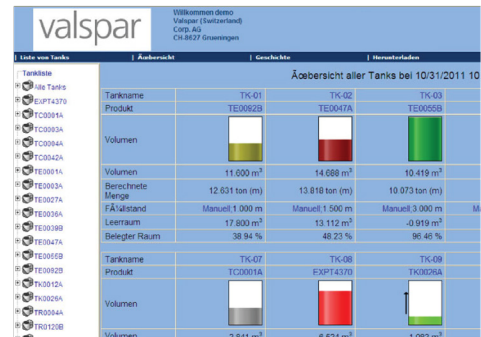 valspar
Willkommen demo
Valspar (Switzerland)
Corp. AG
CH-8627 Grueningen
| Liste von Tanks | Ãœbersicht | Geschichte | Herunterladen
Tankliste
Alle Tanks
EXPT4370
TC0001A
TC0003A
TC0004A
TC0042A
TE0001A
TE0003A
TE0027A
TE0036A
TE0039B
TE0047A
TE0055B
TE0092B
TK0012A
TK0026A
TR0004A
TR0120B
Ãœbersicht aller Tanks bei 10/31/2011 10
Tankname TK-01 TK-02 TK-03
Produkt TE0092B TE0047A TE0055B
Volumen
Volumen 11.600 m³ 14.688 m³ 10.419 m³
Berechnete
Menge 12.631 ton (m) 13.818 ton (m) 10.073 ton (m)
FÃ¼llstand Manuell;1.000 m Manuell;1.500 m Manuell;3.000 m
Leerraum 17.800 m³ 13.112 m³ -0.919 m³
Belegter Raum 38.94 % 48.23 % 96.46 %
Tankname TK-07 TK-08 TK-09
Produkt TC0001A EXPT4370 TK0026A
Volumen
Volumen